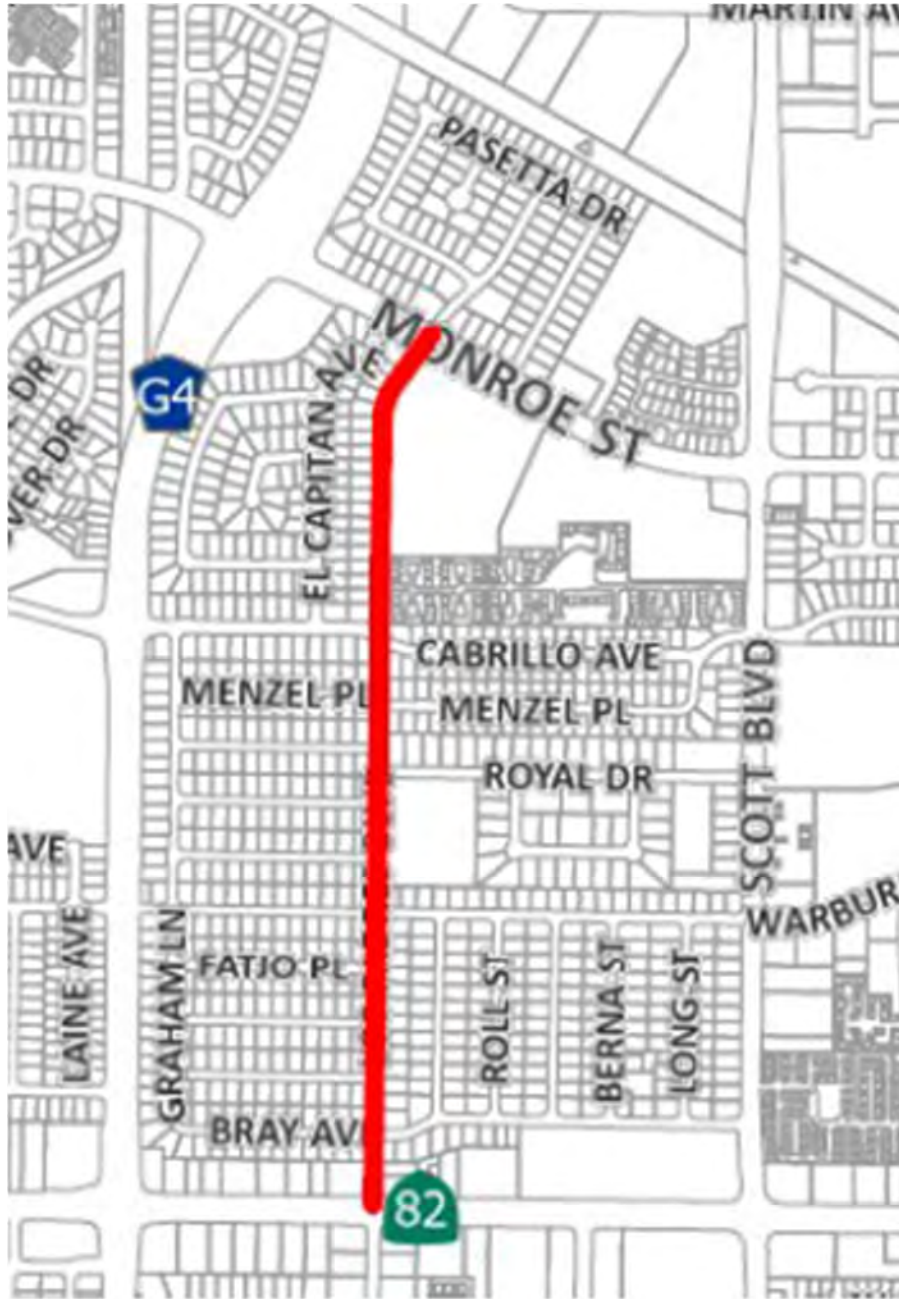 MARTIN AV
PASETTA DR
MONROE ST
G4
DR
VER DR
EL CAPITAN AVE
CABRILLO AVE
MENZEL PL
MENZEL PL
ROYAL DR
SCOTT BLVD
AVE
WARBUR
LAINE AVE
GRAHAM LN
FATJO PL
ROLL ST
BERNA ST
LONG ST
BRAY AV
82